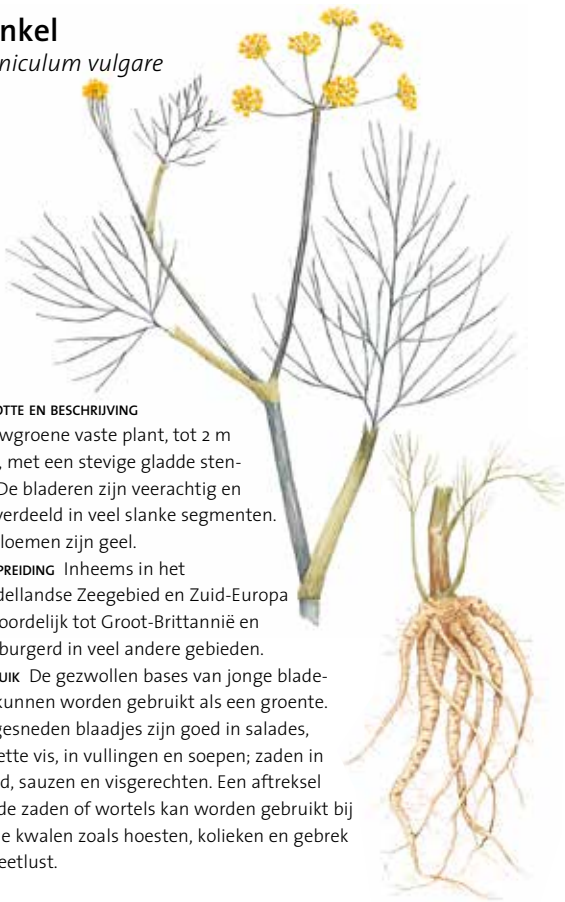 nkel
niculum vulgare
OTTE EN BESCHRIJVING
wgroene vaste plant, tot 2 m
, met een stevige gladde sten-
De bladeren zijn veerachtig en
verdeeld in veel slanke segmenten.
loemen zijn geel.
PREIDING Inheems in het
dellandse Zeegebied en Zuid-Europa
oordelijk tot Groot-Brittannië en
burgerd in veel andere gebieden.
UIK De gezwollen bases van jonge blade-
kunnen worden gebruikt als een groente.
gesneden blaadjes zijn goed in salades,
ette vis, in vullingen en soepen; zaden in
d, sauzen en visgerechten. Een aftreksel
de zaden of wortels kan worden gebruikt bij
e kwalen zoals hoesten, kolieken en gebrek
eetlust.